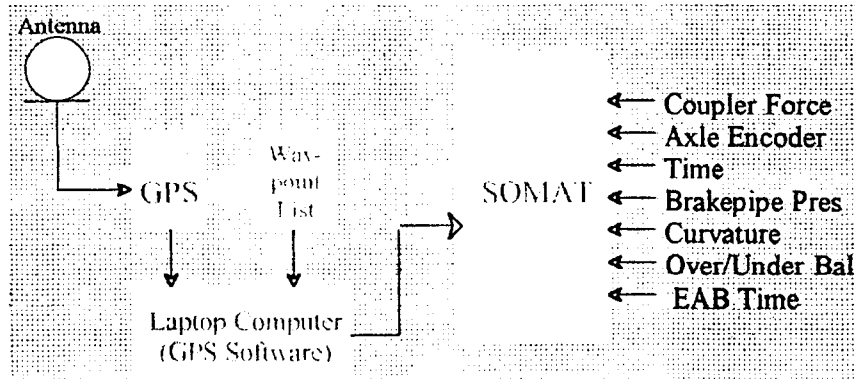 Antenna
GPS
Way-
point
List
Laptop Computer
(GPS Software)
SOMAT
Coupler Force
Axle Encoder
Time
Brakepipe Pres
Curvature
Over/Under Bal
EAB Time